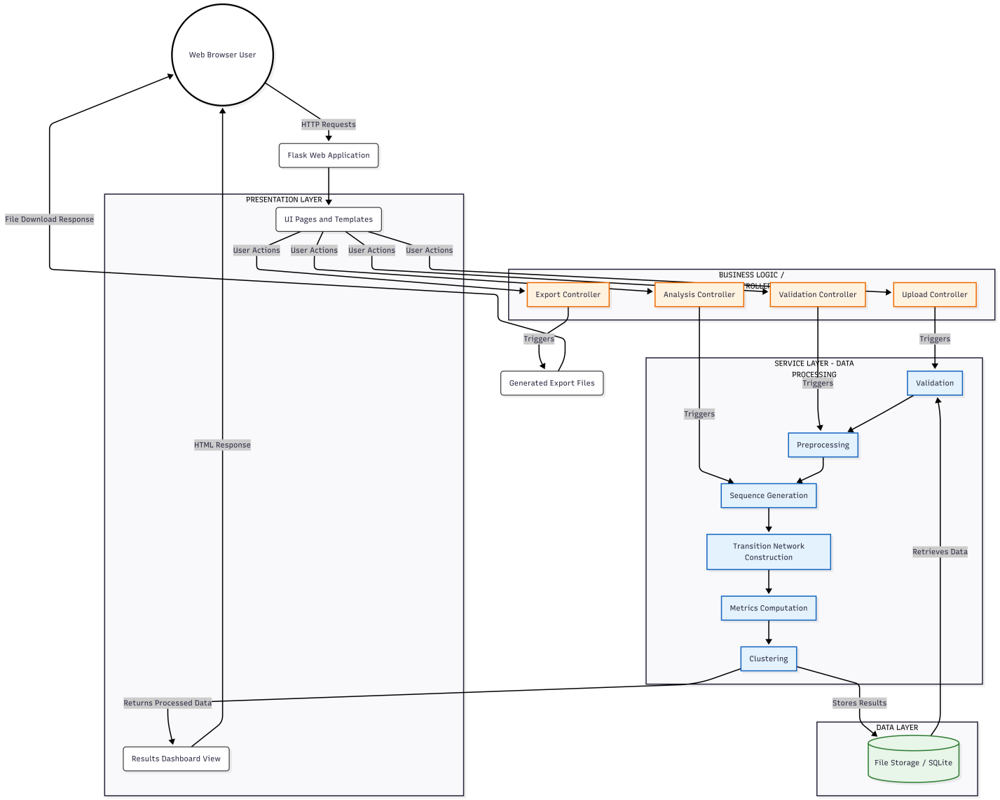 Web Browser User
HTTP Requests
Flask Web Application
PRESENTATION LAYER
UI Pages and Templates
File Download Response
User Actions
User Actions
User Actions
User Actions
BUSINESS LOGIC /
Export Controller
Analysis Controller
Validation Controller
Upload Controller
Triggers
Triggers
SERVICE LAYER - DATA
PROCESSING
Generated Export Files
Triggers
Validation
Triggers
HTML Response
Preprocessing
Sequence Generation
Transition Network
Construction
Retrieves Data
Metrics Computation
Clustering
Returns Processed Data
Stores Results
DATA LAYER
Results Dashboard View
File Storage / SQLite